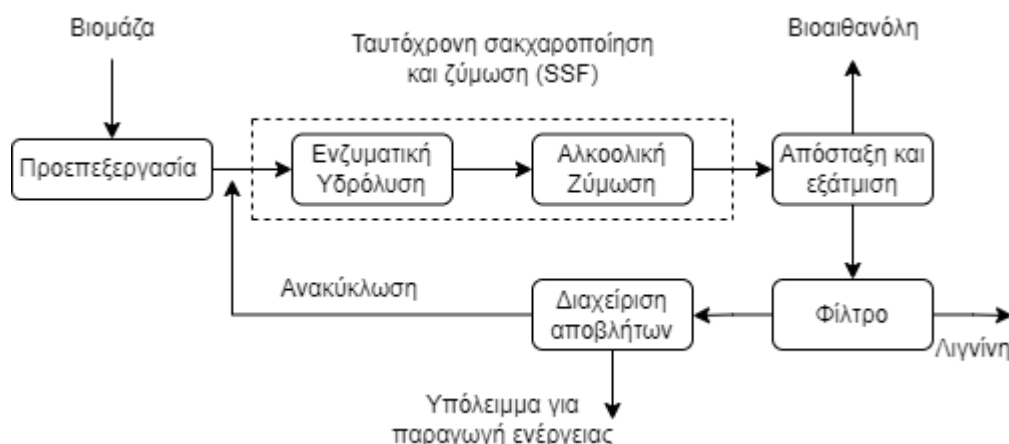 Βιομάζα
Ταυτόχρονη σακχαροποίηση
και ζύμωση (SSF)
Βιοαιθανόλη
Προεπεξεργασία
Ενζυματική
Υδρόλυση
Αλκοολική
Ζύμωση
Απόσταξη και
εξάτμιση
Ανακύκλωση
Διαχείριση
αποβλήτων
Φίλτρο
Λιγνίνη
Υπόλειμμα για
παραγωγή ενέργειας